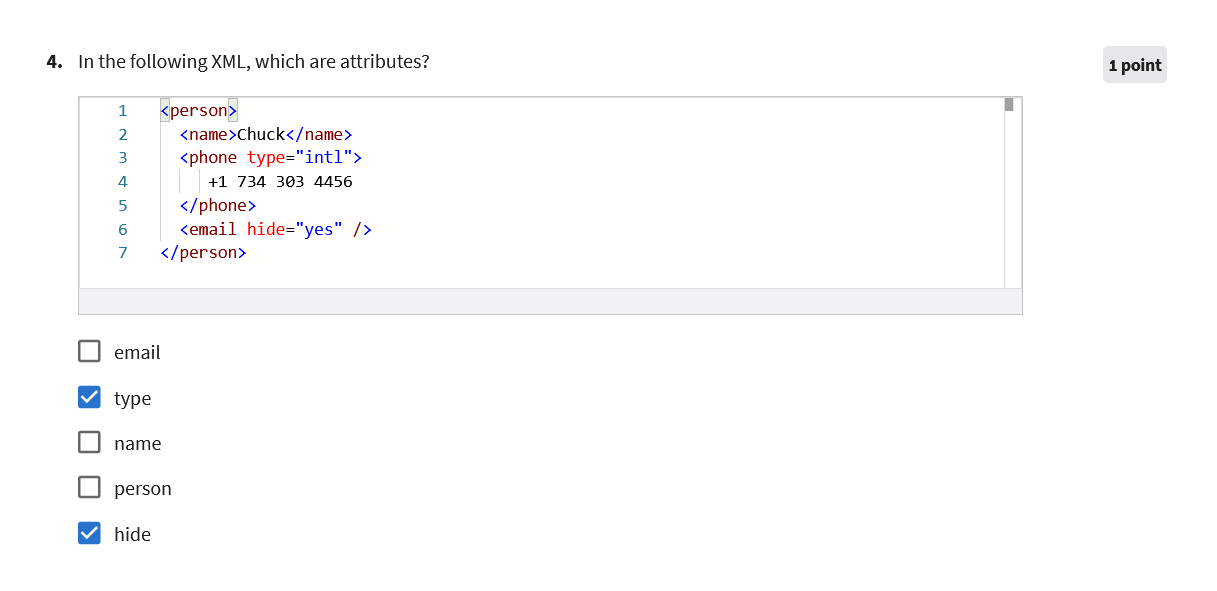 4. In the following XML, which are attributes?
1 point
1 <person>
2 <name>Chuck</name>
3 <phone type="intl">
4 +1 734 303 4456
5 </phone>
6 <email hide="yes" />
7 </person>
email
type
name
person
hide